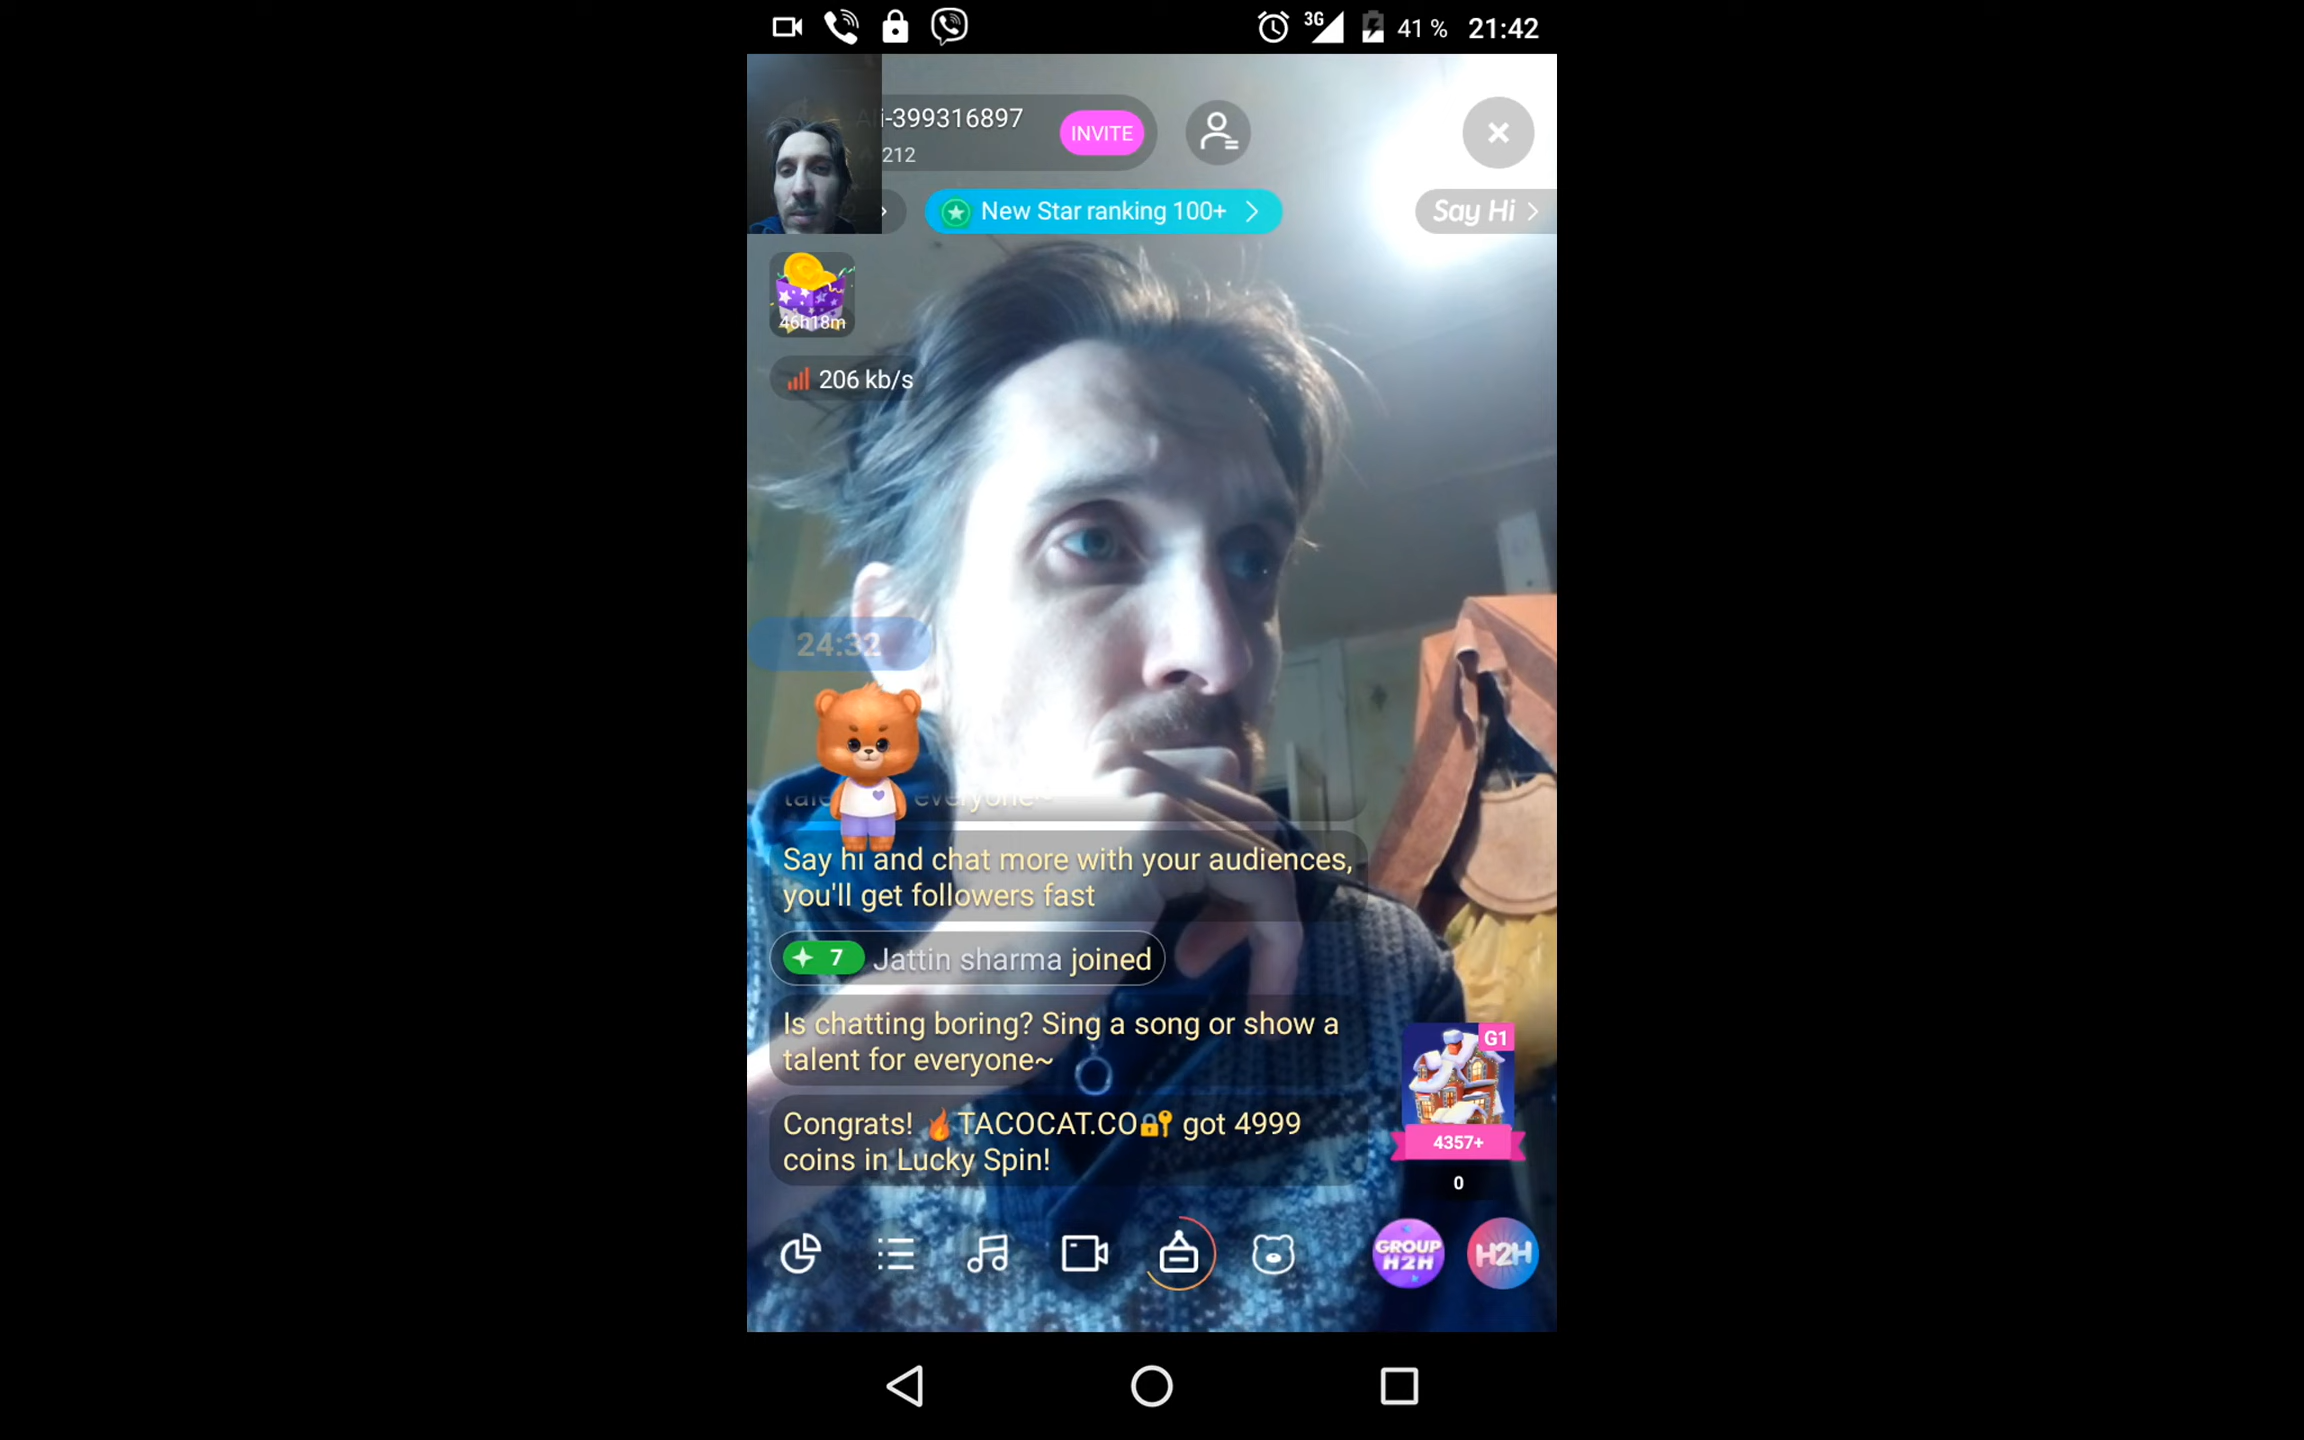 3G 41 % 21:42
i-399316897
INVITE
212
New Star ranking 100+
Say Hi
46h18m
206 kb/s
24:32
everyone~
Say hi and chat more with your audiences,
you'll get followers fast
7 Jattin sharma joined
Is chatting boring? Sing a song or show a
talent for everyone~
G1
Congrats! 🔥TACOCAT.CO🔐 got 4999
coins in Lucky Spin!
4357+
0
GROUP
H2H
H2H